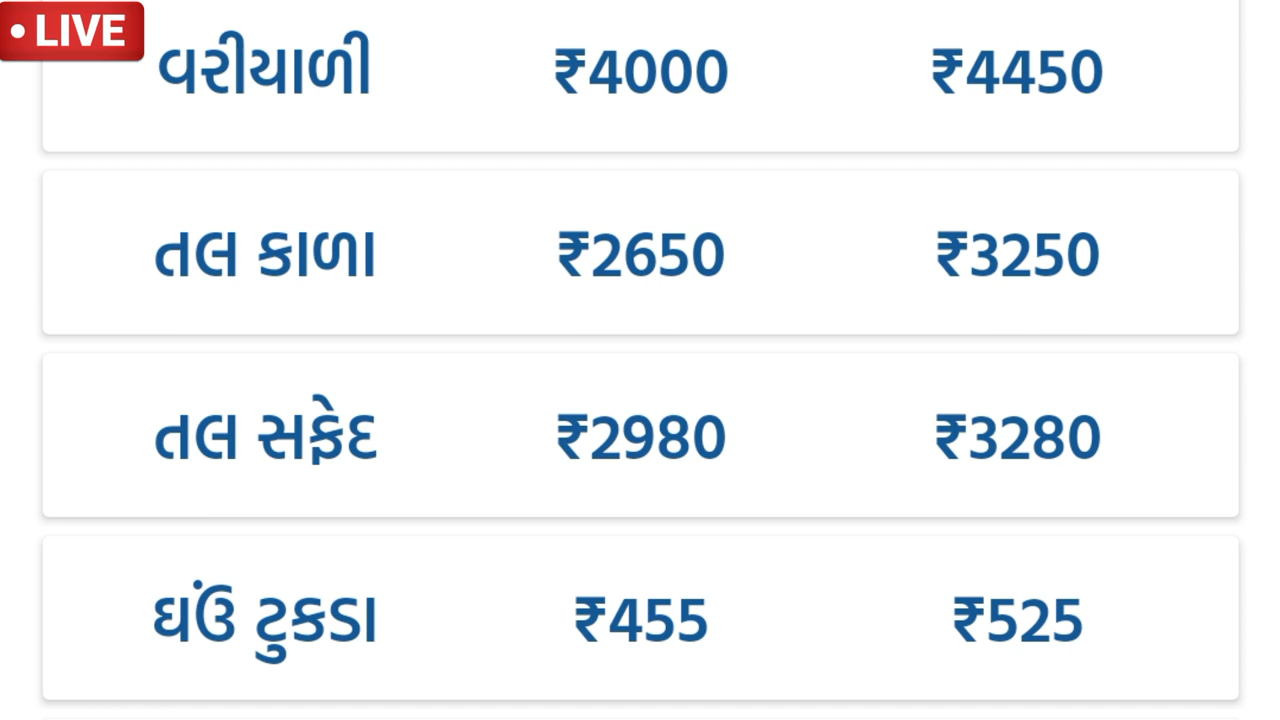 • LIVE
વરીયાળી ₹4000 ₹4450
તલ કાળા ₹2650 ₹3250
તલ સફેદ ₹2980 ₹3280
ઘઉં ટુકડા ₹455 ₹525